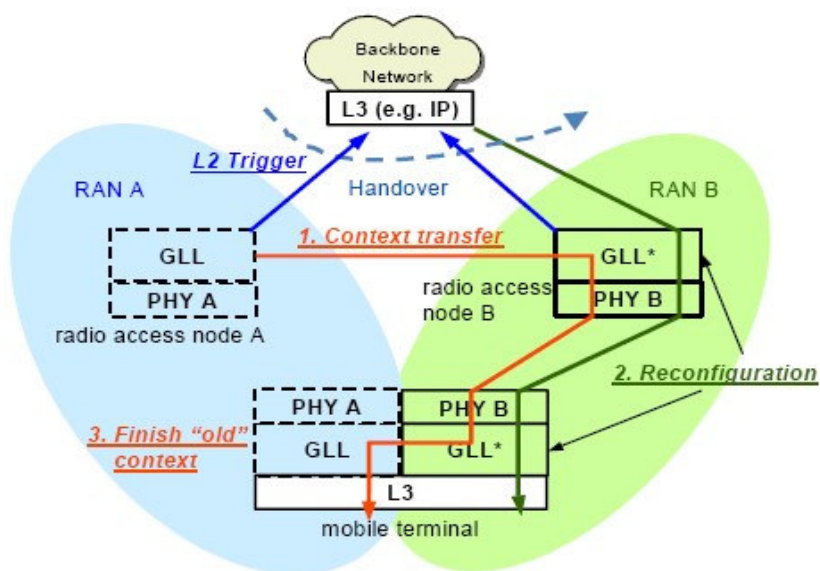 Backbone
Network
L3 (e.g. IP)
L2 Trigger
RAN A
Handover
RAN B
1. Context transfer
GLL
GLL*
PHY A
radio access
node B
PHY B
radio access node A
2. Reconfiguration
PHY A
PHY B
3. Finish “old”
context
GLL
GLL*
L3
mobile terminal